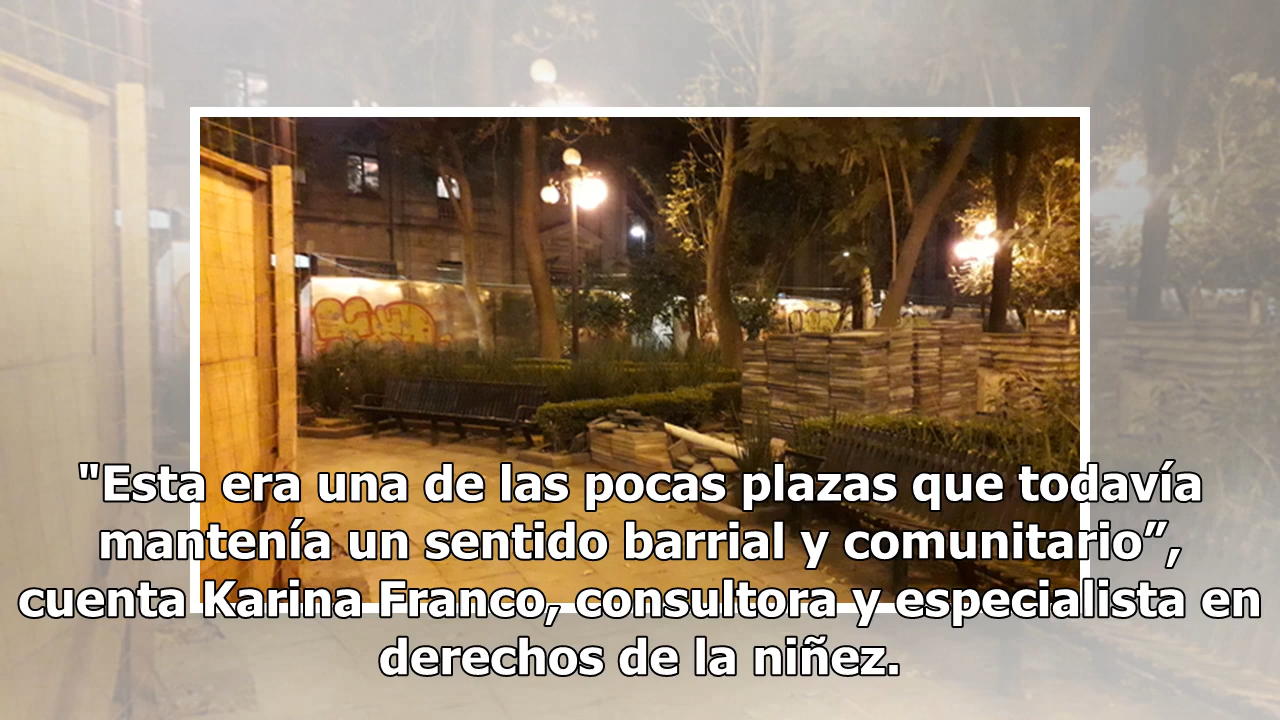 "Esta era una de las pocas plazas que todavía
mantenía un sentido barrial y comunitario”,
cuenta Karina Franco, consultora y especialista en
derechos de la niñez.